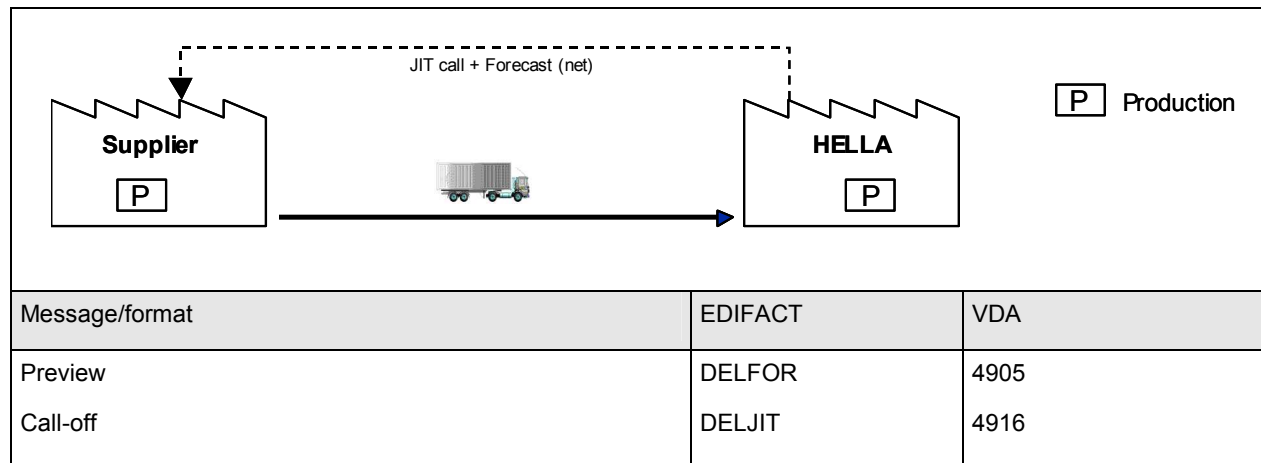 JIT call + Forecast (net)
P Production
Supplier
HELLA
P
P
Message/format EDIFACT VDA
Preview DELFOR 4905
Call-off DELJIT 4916